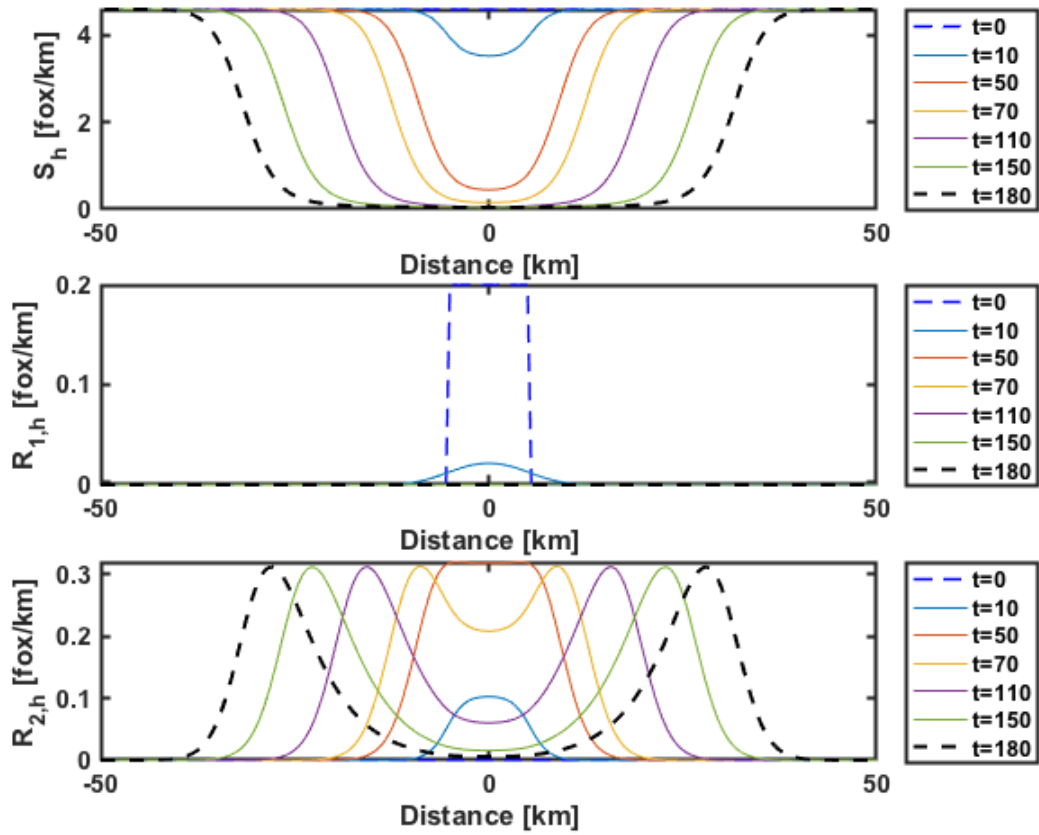 4
2
0
S_h [fox/km]
-50
0
50
Distance [km]
t=0
t=10
t=50
t=70
t=110
t=150
t=180
0.2
0.1
0
R_{1,h} [fox/km]
-50
0
50
Distance [km]
t=0
t=10
t=50
t=70
t=110
t=150
t=180
0.3
0.2
0.1
0
R_{2,h} [fox/km]
-50
0
50
Distance [km]
t=0
t=10
t=50
t=70
t=110
t=150
t=180